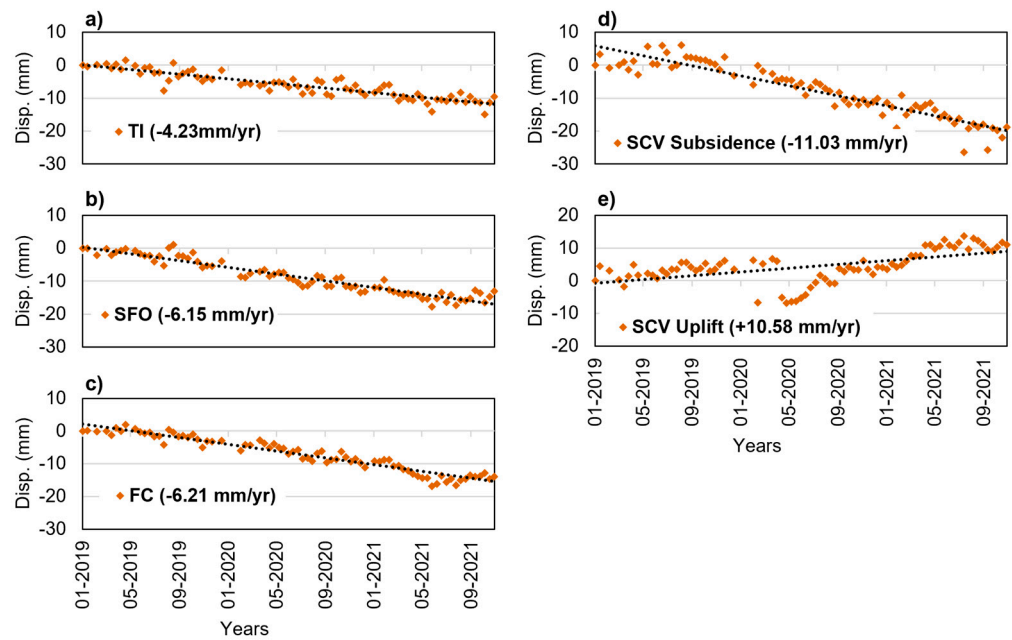 a)
10
0
-10
-20
-30
Disp. (mm)
TI (-4.23mm/yr)
b)
10
0
-10
-20
-30
Disp. (mm)
SFO (-6.15 mm/yr)
c)
10
0
-10
-20
-30
Disp. (mm)
FC (-6.21 mm/yr)
01-2019
05-2019
09-2019
01-2020
05-2020
09-2020
01-2021
05-2021
09-2021
Years
d)
10
0
-10
-20
-30
Disp. (mm)
SCV Subsidence (-11.03 mm/yr)
e)
20
10
0
-10
-20
Disp. (mm)
SCV Uplift (+10.58 mm/yr)
01-2019
05-2019
09-2019
01-2020
05-2020
09-2020
01-2021
05-2021
09-2021
Years